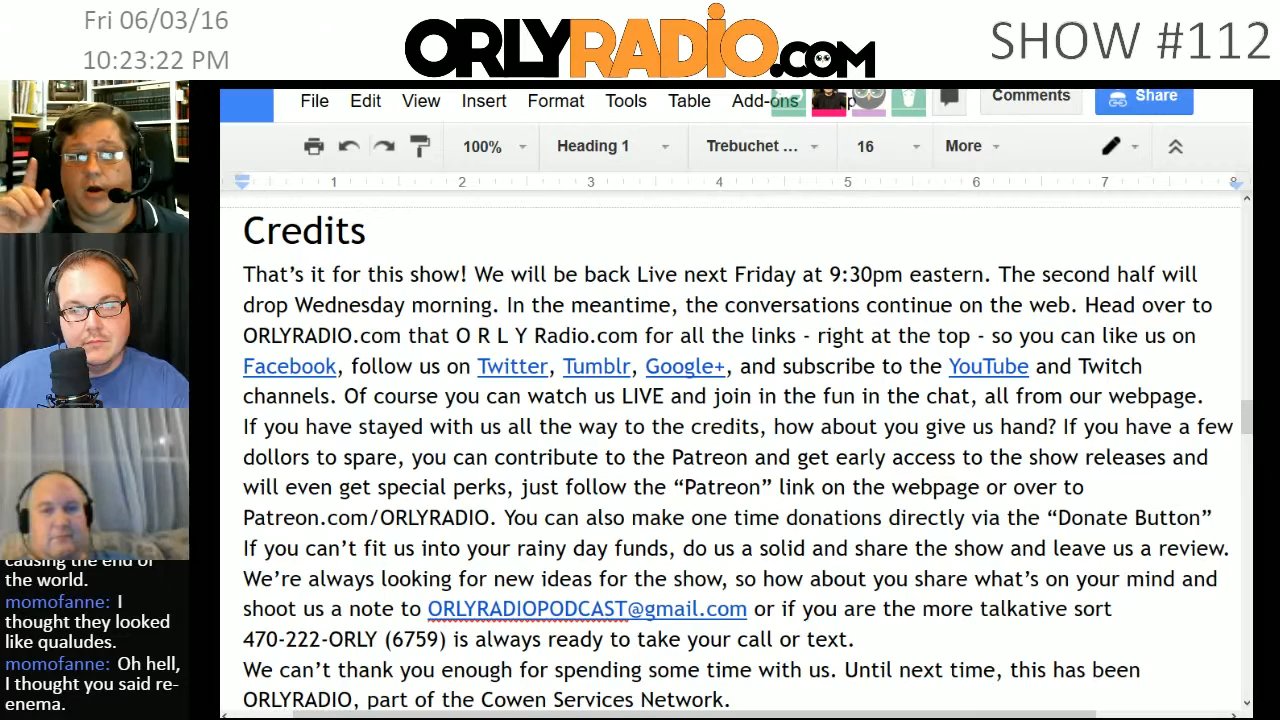 Fri 06/03/16
10:23:22 PM
ORLYRADIO.COM
SHOW #112
File Edit View Insert Format Tools Table Add-ons
Comments
Share
100% Heading 1 Trebuchet ... 16 More
1 2 3 4 5 6 7 8
Credits
That’s it for this show! We will be back Live next Friday at 9:30pm eastern. The second half will
drop Wednesday morning. In the meantime, the conversations continue on the web. Head over to
ORLYRADIO.com that O R L Y Radio.com for all the links - right at the top - so you can like us on
Facebook, follow us on Twitter, Tumblr, Google+, and subscribe to the YouTube and Twitch
channels. Of course you can watch us LIVE and join in the fun in the chat, all from our webpage.
If you have stayed with us all the way to the credits, how about you give us hand? If you have a few
dollors to spare, you can contribute to the Patreon and get early access to the show releases and
will even get special perks, just follow the “Patreon” link on the webpage or over to
Patreon.com/ORLYRADIO. You can also make one time donations directly via the “Donate Button”
If you can’t fit us into your rainy day funds, do us a solid and share the show and leave us a review.
We’re always looking for new ideas for the show, so how about you share what’s on your mind and
shoot us a note to ORLYRADIOPODCAST@gmail.com or if you are the more talkative sort
470-222-ORLY (6759) is always ready to take your call or text.
We can’t thank you enough for spending some time with us. Until next time, this has been
ORLYRADIO, part of the Cowen Services Network.
causing the end of
the world.
momofanne: I
thought they looked
like qualudes.
momofanne: Oh hell,
I thought you said re-
enema.